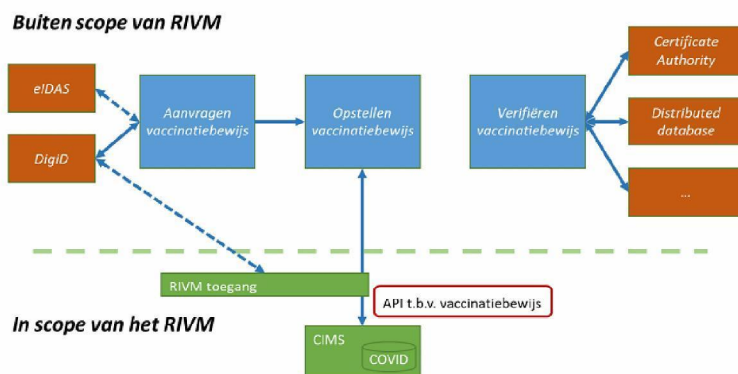 Buiten scope van RIVM
eIDAS
DigiD
Aanvragen
vaccinatiebewijs
Opstellen
vaccinatiebewijs
Verifiëren
vaccinatiebewijs
Certificate
Authority
Distributed
database
...
RIVM toegang
API t.b.v. vaccinatiebewijs
In scope van het RIVM
CIMS
COVID